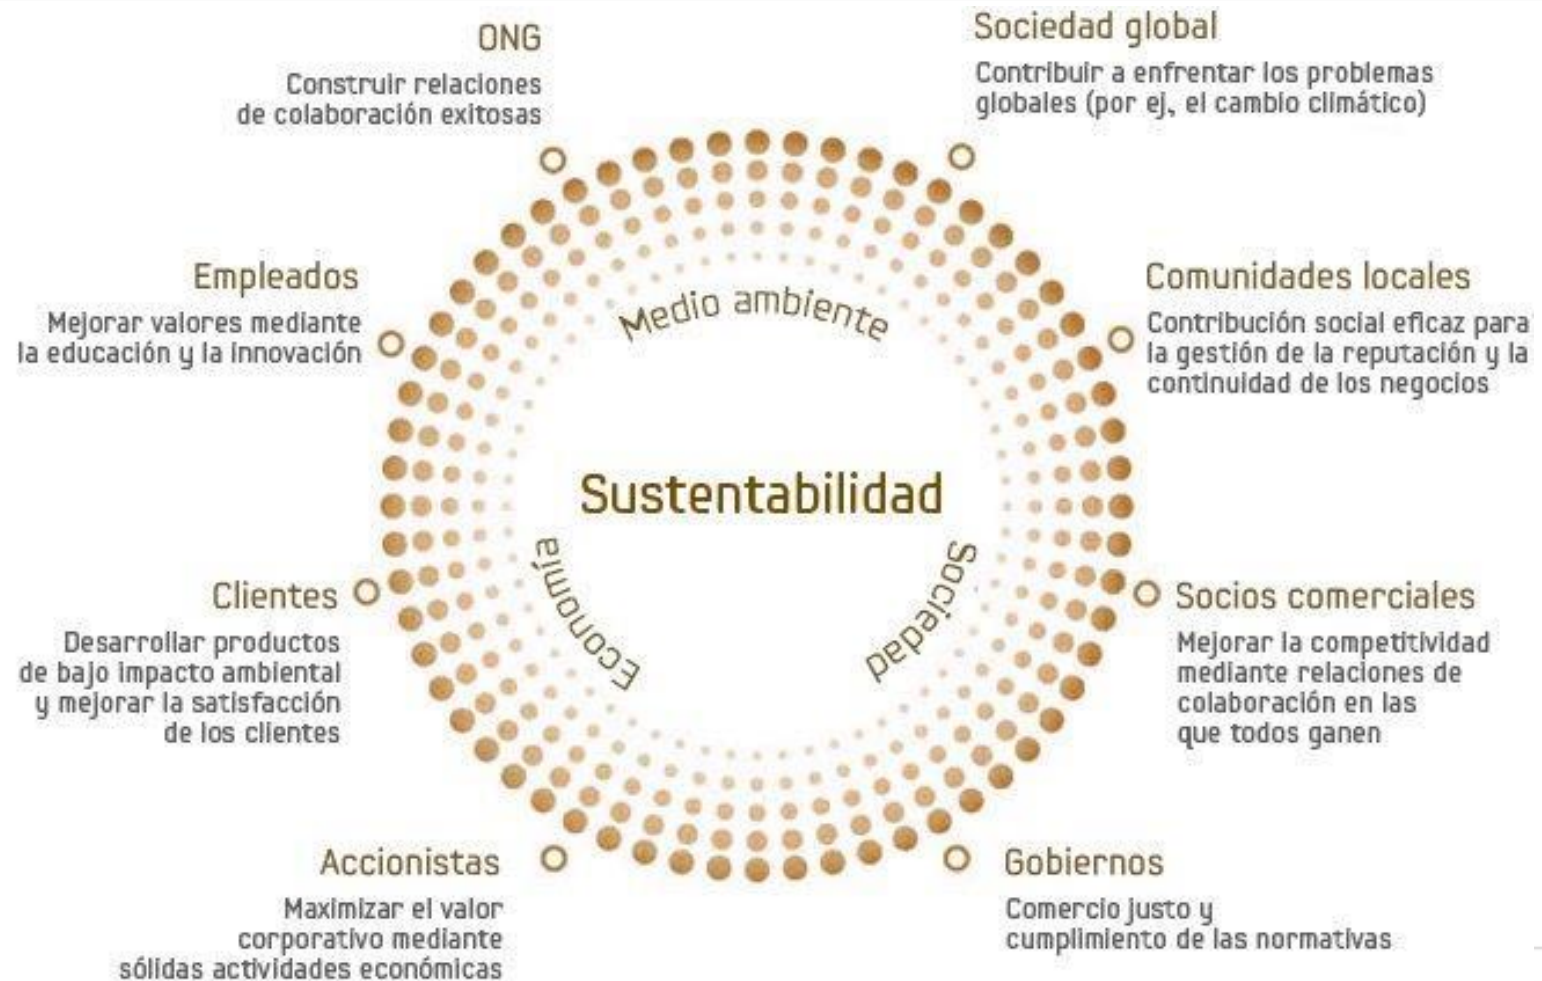 ONG
Construir relaciones
de colaboración exitosas
Sociedad global
Contribuir a enfrentar los problemas
globales (por ej., el cambio climático)
Empleados
Mejorar valores mediante
la educación y la innovación
Comunidades locales
Contribución social eficaz para
la gestión de la reputación y la
continuidad de los negocios
Medio ambiente
Sustentabilidad
Economía
Sociedad
Clientes
Desarrollar productos
de bajo impacto ambiental
y mejorar la satisfacción
de los clientes
Socios comerciales
Mejorar la competitividad
mediante relaciones de
colaboración en las
que todos ganen
Accionistas
Maximizar el valor
corporativo mediante
sólidas actividades económicas
Gobiernos
Comercio justo y
cumplimiento de las normativas